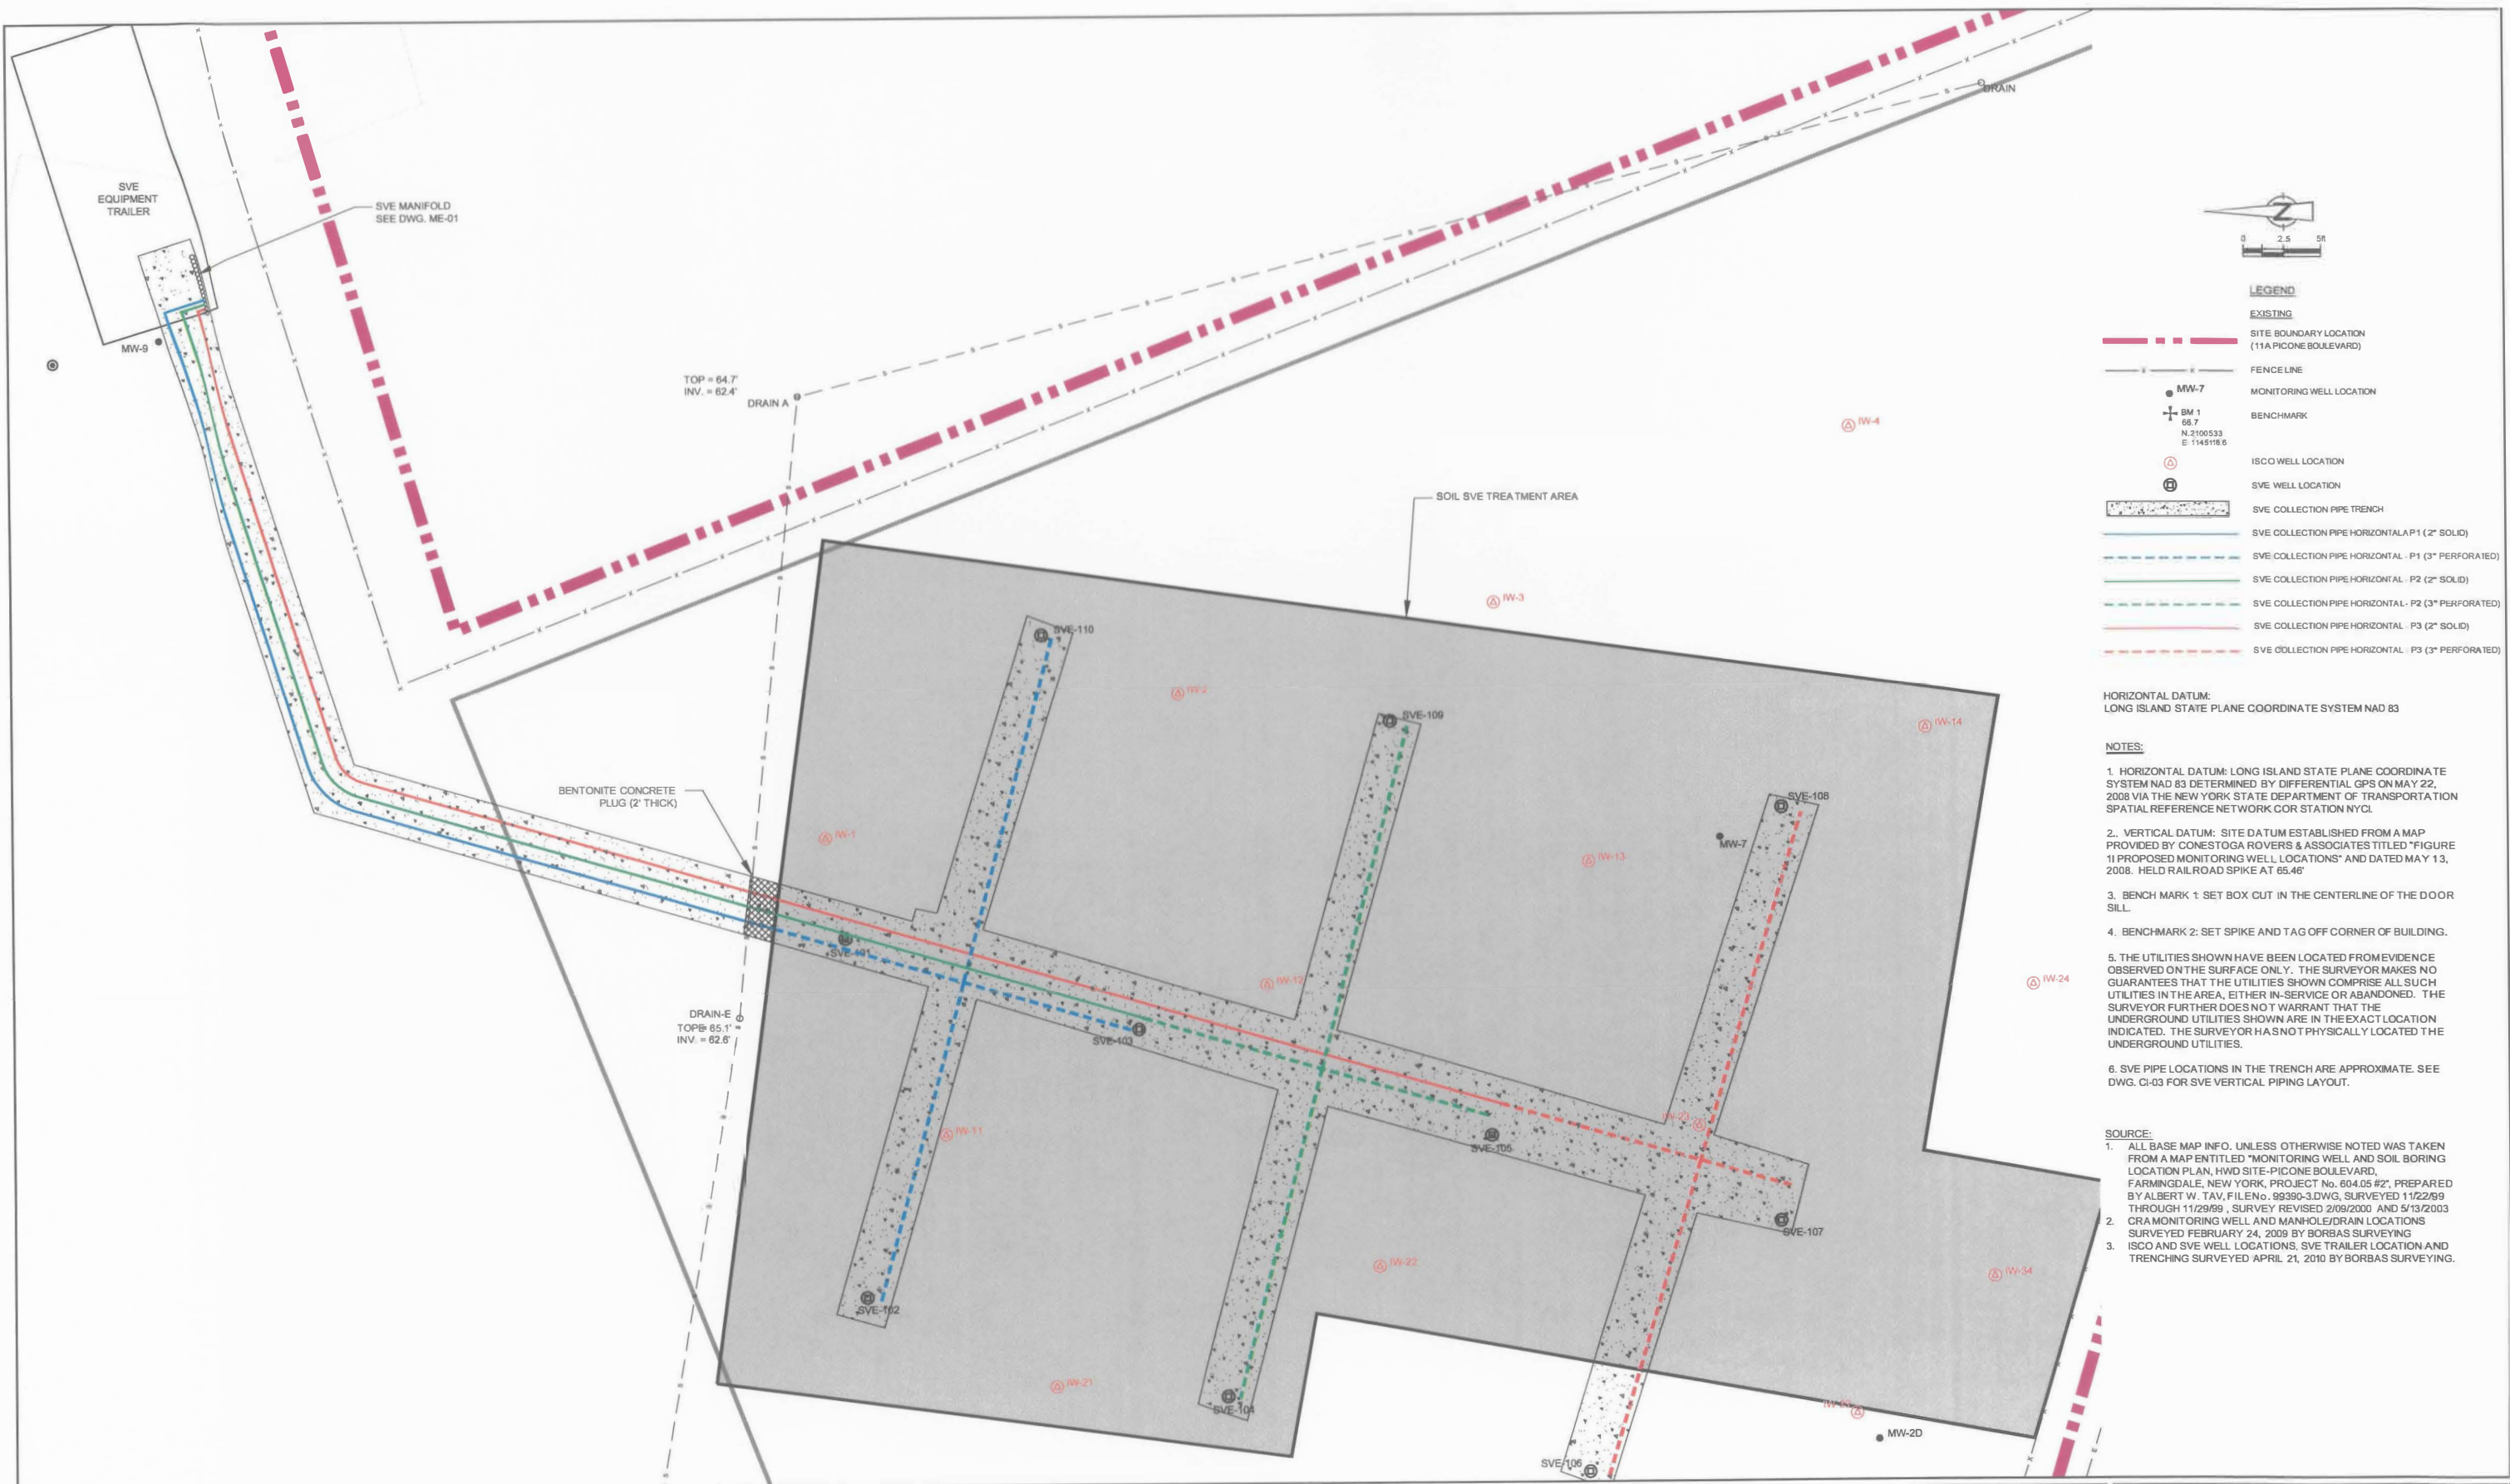 SVE
EQUIPMENT
TRAILER
SVE MANIFOLD
SEE DWG. ME-01
MW-9
TOP = 64.7'
INV. = 62.4'
DRAIN A
DRAIN
IW-4
SOIL SVE TREATMENT AREA
IW-3
SVE-110
IW-2
SVE-109
IW-14
SVE-108
MW-7
IW-13
BENTONITE CONCRETE
PLUG (2' THICK)
IW-1
SVE-101
IW-12
IW-24
DRAIN-E
TOP= 65.1'
INV. = 62.6'
SVE-103
IW-11
IW-23
SVE-105
SVE-107
IW-22
IW-34
SVE-102
IW-21
SVE-104
MW-2D
SVE-106
Z
0 2.5 5ft
LEGEND
EXISTING
SITE BOUNDARY LOCATION
(11A PICONE BOULEVARD)
FENCE LINE
MW-7
MONITORING WELL LOCATION
BM 1
66.7
N.2100533
E: 1145118.6
BENCHMARK
ISCO WELL LOCATION
SVE WELL LOCATION
SVE COLLECTION PIPE TRENCH
SVE COLLECTION PIPE HORIZONTALAP1 (2" SOLID)
SVE COLLECTION PIPE HORIZONTAL - P1 (3" PERFORATED)
SVE COLLECTION PIPE HORIZONTAL - P2 (2" SOLID)
SVE COLLECTION PIPE HORIZONTAL - P2 (3" PERFORATED)
SVE COLLECTION PIPE HORIZONTAL - P3 (2" SOLID)
SVE COLLECTION PIPE HORIZONTAL - P3 (3" PERFORATED)
HORIZONTAL DATUM:
LONG ISLAND STATE PLANE COORDINATE SYSTEM NAD 83
NOTES:
1. HORIZONTAL DATUM: LONG ISLAND STATE PLANE COORDINATE
SYSTEM NAD 83 DETERMINED BY DIFFERENTIAL GPS ON MAY 22,
2008 VIA THE NEW YORK STATE DEPARTMENT OF TRANSPORTATION
SPATIAL REFERENCE NETWORK COR STATION NYCI.
2.. VERTICAL DATUM: SITE DATUM ESTABLISHED FROM A MAP
PROVIDED BY CONESTOGA ROVERS & ASSOCIATES TITLED "FIGURE
1I PROPOSED MONITORING WELL LOCATIONS" AND DATED MAY 13,
2008. HELD RAILROAD SPIKE AT 65.46'
3. BENCH MARK 1: SET BOX CUT IN THE CENTERLINE OF THE DOOR
SILL.
4. BENCHMARK 2: SET SPIKE AND TAG OFF CORNER OF BUILDING.
5. THE UTILITIES SHOWN HAVE BEEN LOCATED FROM EVIDENCE
OBSERVED ON THE SURFACE ONLY. THE SURVEYOR MAKES NO
GUARANTEES THAT THE UTILITIES SHOWN COMPRISE ALL SUCH
UTILITIES IN THE AREA, EITHER IN-SERVICE OR ABANDONED. THE
SURVEYOR FURTHER DOES NOT WARRANT THAT THE
UNDERGROUND UTILITIES SHOWN ARE IN THE EXACT LOCATION
INDICATED. THE SURVEYOR HAS NOT PHYSICALLY LOCATED THE
UNDERGROUND UTILITIES.
6. SVE PIPE LOCATIONS IN THE TRENCH ARE APPROXIMATE. SEE
DWG. CI-03 FOR SVE VERTICAL PIPING LAYOUT.
SOURCE:
1. ALL BASE MAP INFO. UNLESS OTHERWISE NOTED WAS TAKEN
FROM A MAP ENTITLED "MONITORING WELL AND SOIL BORING
LOCATION PLAN, HWD SITE-PICONE BOULEVARD,
FARMINGDALE, NEW YORK, PROJECT No. 604.05 #2", PREPARED
BY ALBERT W. TAV, FILE No. 99390-3.DWG, SURVEYED 11/22/99
THROUGH 11/29/99 , SURVEY REVISED 2/09/2000 AND 5/13/2003
2. CRA MONITORING WELL AND MANHOLE/DRAIN LOCATIONS
SURVEYED FEBRUARY 24, 2009 BY BORBAS SURVEYING
3. ISCO AND SVE WELL LOCATIONS, SVE TRAILER LOCATION AND
TRENCHING SURVEYED APRIL 21, 2010 BY BORBAS SURVEYING.